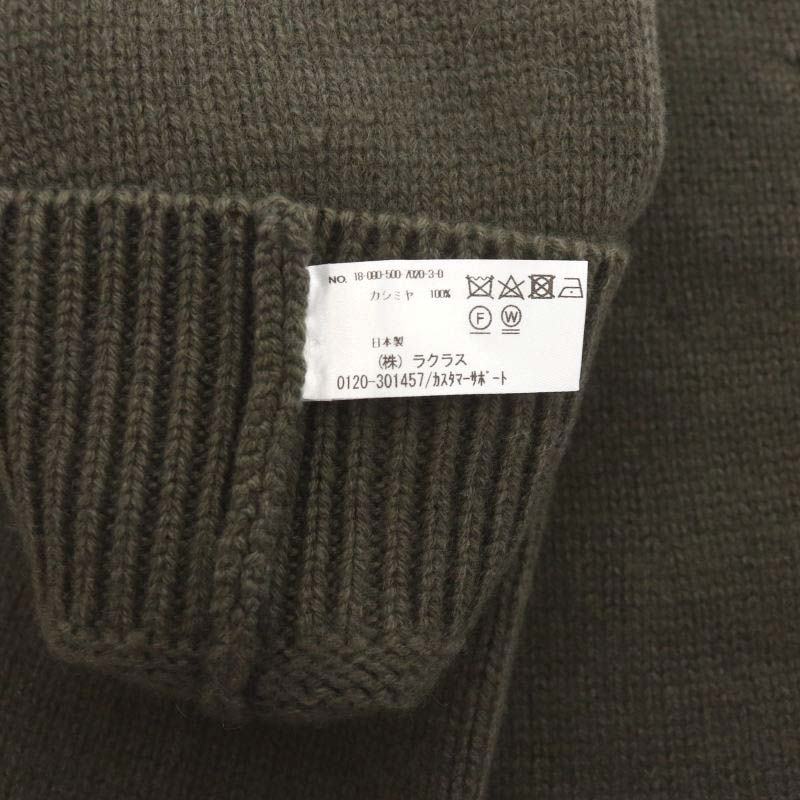 NO. 18-080-500-7020-3-0
カシミヤ 100%
F W
日本製
(株) ラクラス
0120-301457/カスタマーサポート